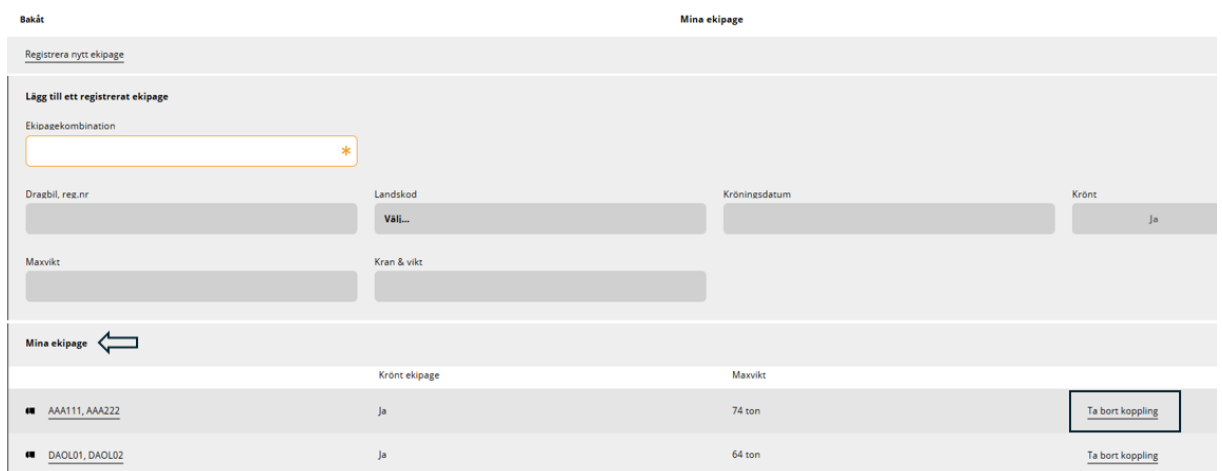 Bakåt Mina ekipage
Registrera nytt ekipage
Lägg till ett registrerat ekipage
Ekipagekombination
*
Dragbil, reg.nr Landskod Kröningsdatum Krönt
Välj... Ja
Maxvikt Kran & vikt
Mina ekipage
Krönt ekipage Maxvikt
AAA111, AAA222 Ja 74 ton Ta bort koppling
DAOL01, DAOL02 Ja 64 ton Ta bort koppling